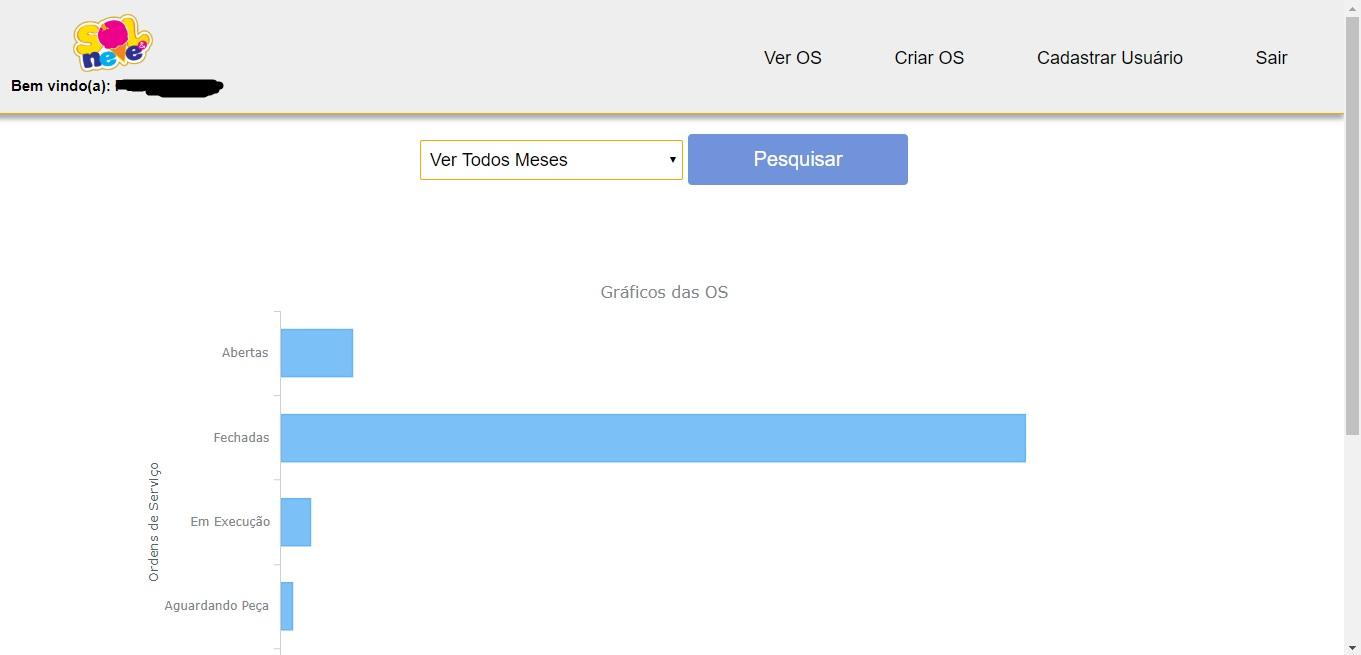 SOL
& neve
Bem vindo(a):
Ver OS
Criar OS
Cadastrar Usuário
Sair
Ver Todos Meses
Pesquisar
Gráficos das OS
Abertas
Fechadas
Em Execução
Aguardando Peça
Ordens de Serviço